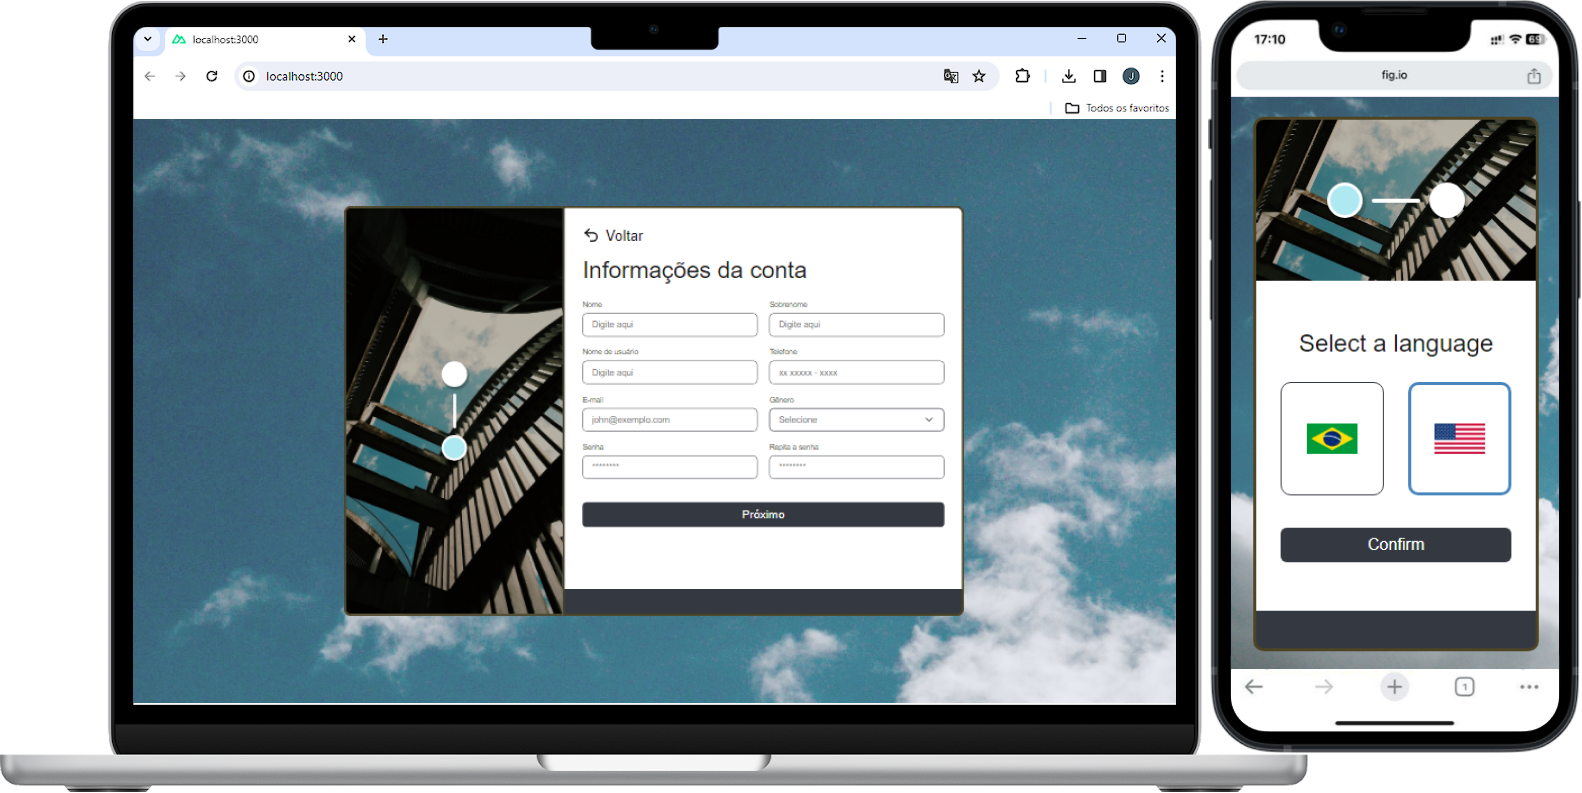 localhost:3000
localhost:3000
J
Todos os favoritos
Voltar
Informações da conta
Nome
Sobrenome
Digite aqui
Digite aqui
Nome de usuário
Telefone
Digite aqui
xx xxxxx - xxxx
E-mail
Gênero
john@exemplo.com
Selecione
Senha
Repita a senha
********
********
Próximo
17:10
69
fig.io
Select a language
Confirm
1